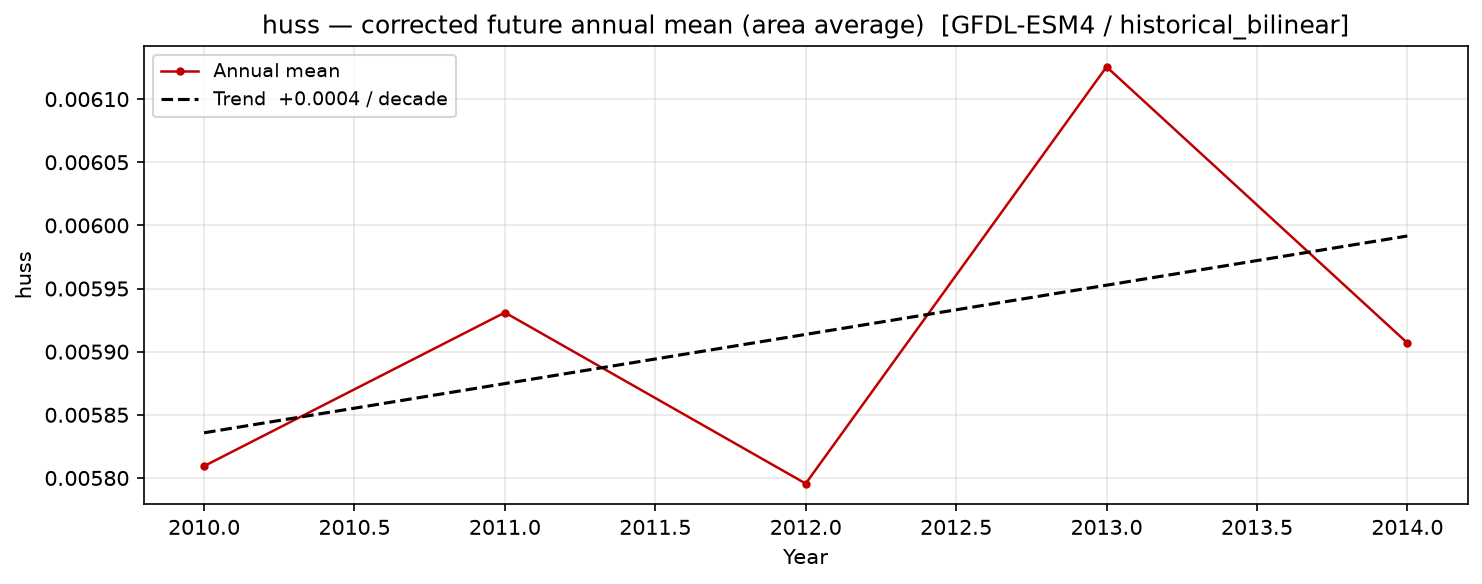 huss — corrected future annual mean (area average)  [GFDL-ESM4 / historical_bilinear]
Annual mean
Trend  +0.0004 / decade
0.00610
0.00605
0.00600
0.00595
0.00590
0.00585
0.00580
huss
2010.0 2010.5 2011.0 2011.5 2012.0 2012.5 2013.0 2013.5 2014.0
Year